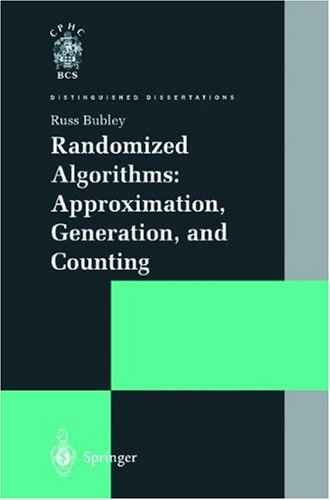 CPHC
BCS
DISTINGUISHED DISSERTATIONS
Russ Bubley
Randomized
Algorithms:
Approximation,
Generation, and
Counting
Springer